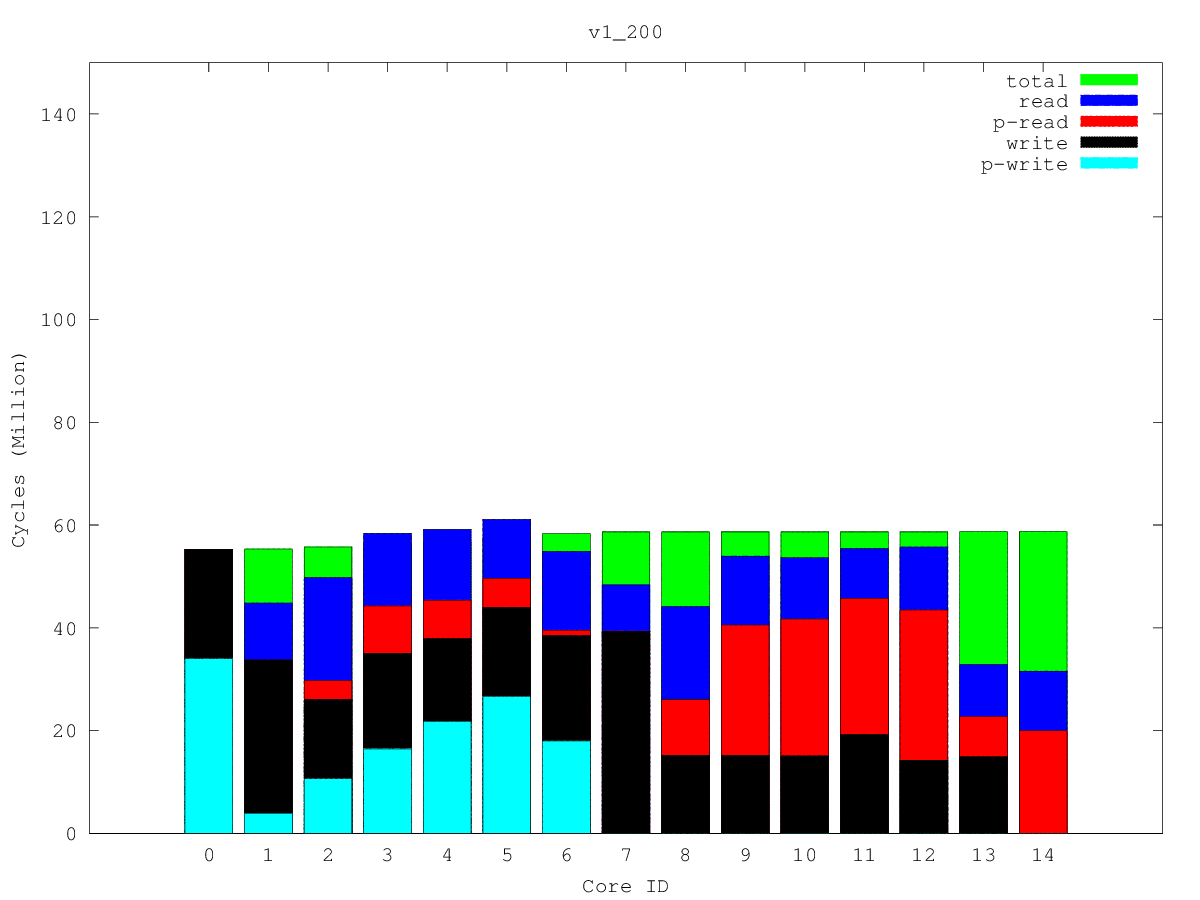 v1_200
total
read
p-read
write
p-write
140
120
100
80
60
40
20
0
Cycles (Million)
0 1 2 3 4 5 6 7 8 9 10 11 12 13 14
Core ID